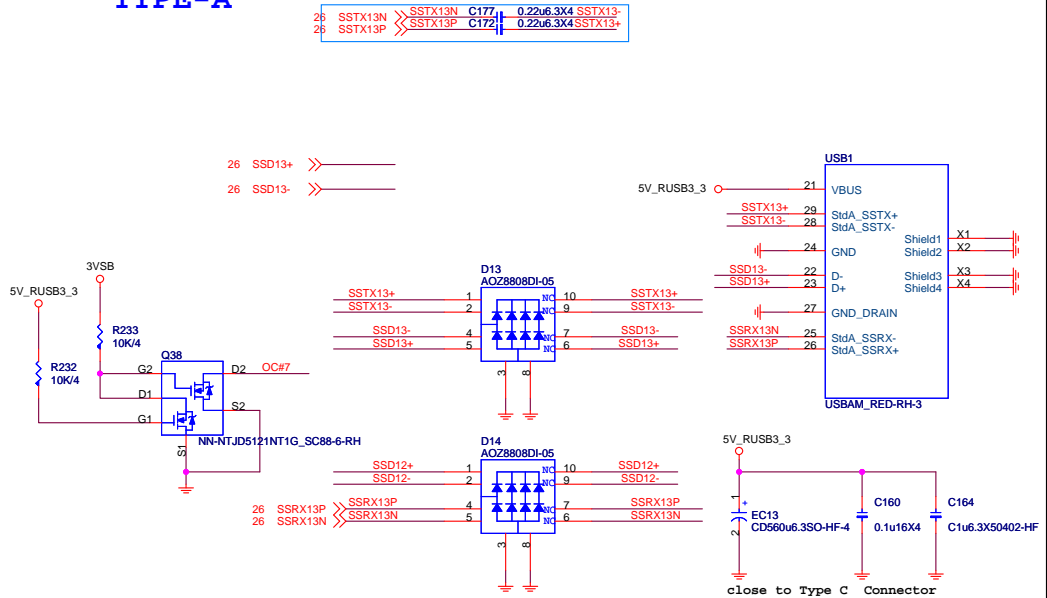 TYPE-A
26 SSTX13N SSTX13N C177 0.22u6.3X4 SSTX13-
26 SSTX13P SSTX13P C172 0.22u6.3X4 SSTX13+
26 SSD13+
26 SSD13-
USB1
5V_RUSB3_3 21 VBUS
SSTX13+ 29 StdA_SSTX+
SSTX13- 28 StdA_SSTX-
24 GND
SSD13- 22 D-
SSD13+ 23 D+
27 GND_DRAIN
SSRX13N 25 StdA_SSRX-
SSRX13P 26 StdA_SSRX+
Shield1 X1
Shield2 X2
Shield3 X3
Shield4 X4
USBAM_RED-RH-3
3VSB
5V_RUSB3_3
R233
10K/4
R232
10K/4
Q38
G2 D2 OC#7
D1
S2
G1
S1
NN-NTJD5121NT1G_SC88-6-RH
D13
AOZ8808DI-05
SSTX13+ 1 NC 10 SSTX13+
SSTX13- 2 NC 9 SSTX13-
SSD13- 4 NC 7 SSD13-
SSD13+ 5 NC 6 SSD13+
3 8
D14
AOZ8808DI-05
SSD12+ 1 NC 10 SSD12+
SSD12- 2 NC 9 SSD12-
26 SSRX13P SSRX13P 4 NC 7 SSRX13P
26 SSRX13N SSRX13N 5 NC 6 SSRX13N
3 8
5V_RUSB3_3
1 +
EC13
CD560u6.3SO-HF-4
2
C160
0.1u16X4
C164
C1u6.3X50402-HF
close to Type C Connector